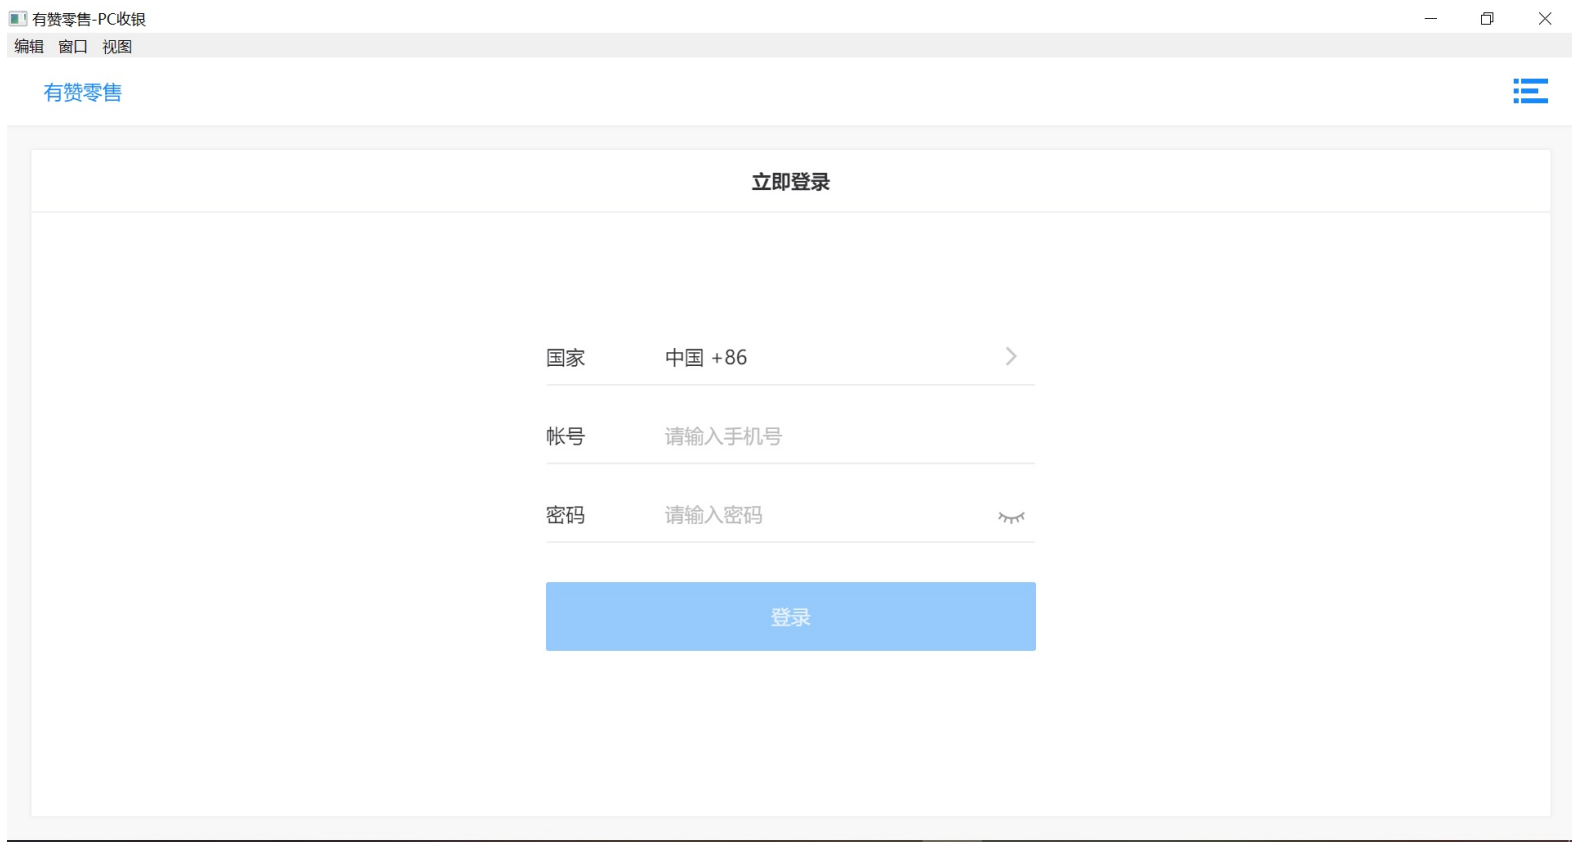 有赞零售-PC收银
编辑 窗口 视图
有赞零售
立即登录
国家 中国 +86
帐号 请输入手机号
密码 请输入密码
登录